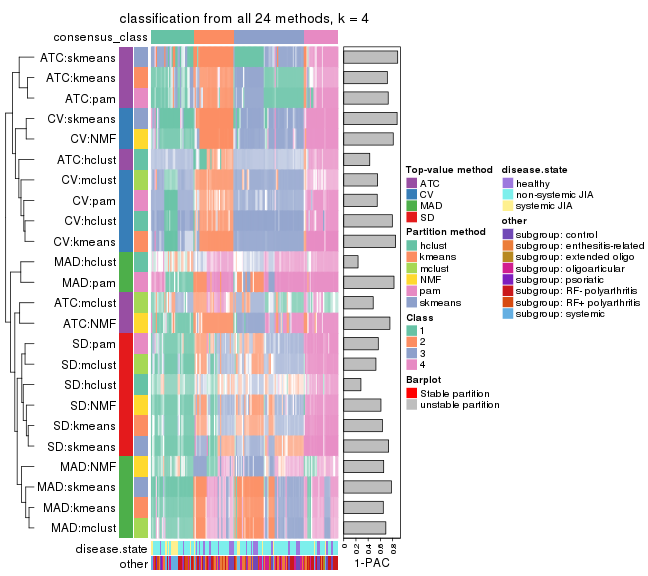 classification from all 24 methods, k = 4
consensus_class
ATC:skmeans
ATC:kmeans
ATC:pam
CV:skmeans
CV:NMF
ATC:hclust
CV:mclust
CV:pam
CV:hclust
CV:kmeans
MAD:hclust
MAD:pam
ATC:mclust
ATC:NMF
SD:pam
SD:mclust
SD:hclust
SD:NMF
SD:kmeans
SD:skmeans
MAD:NMF
MAD:skmeans
MAD:kmeans
MAD:mclust
disease.state
other
0 0.2 0.4 0.6 0.8
1-PAC
Top-value method
ATC
CV
MAD
SD
Partition method
hclust
kmeans
mclust
NMF
pam
skmeans
Class
1
2
3
4
Barplot
Stable partition
unstable partition
disease.state
healthy
non-systemic JIA
systemic JIA
other
subgroup: control
subgroup: enthesitis-related
subgroup: extended oligo
subgroup: oligoarticular
subgroup: psoriatic
subgroup: RF- polyarthritis
subgroup: RF+ polyarthritis
subgroup: systemic